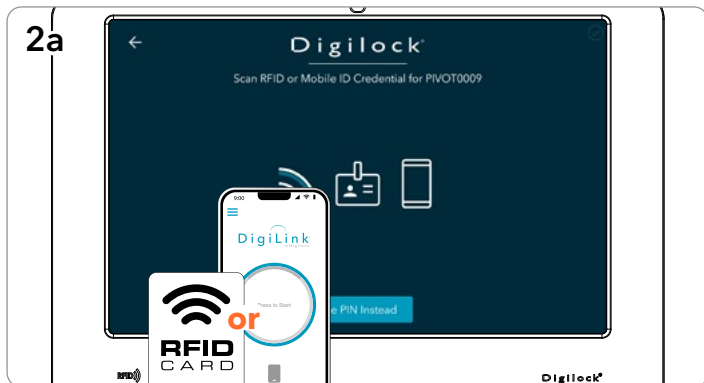 2a
Digilock
Scan RFID or Mobile ID Credential for PIVOT0009
9:00
DigiLink
Press to Start
PIN Instead
or
RFID
CARD
RFID
Digilock